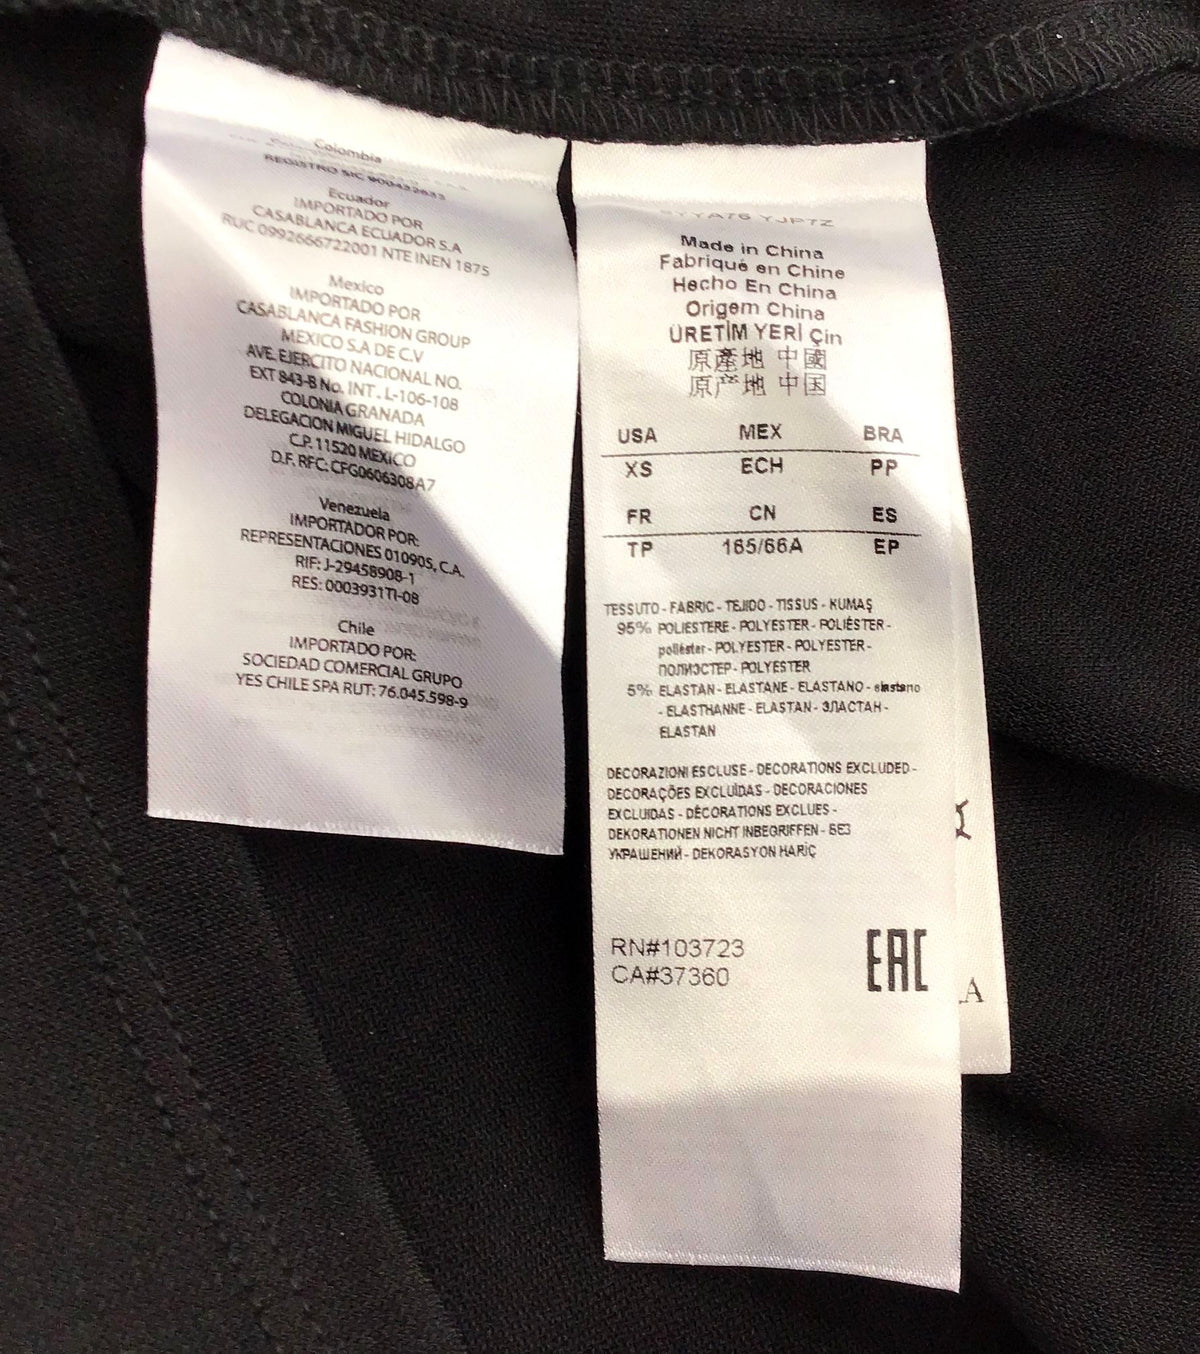 Colombia
REGISTRO SIC 900432633
Ecuador
IMPORTADO POR
CASABLANCA ECUADOR S.A
RUC 0992666722001 NTE INEN 1875
Mexico
IMPORTADO POR
CASABLANCA FASHION GROUP
MEXICO S.A DE C.V
AVE. EJERCITO NACIONAL NO.
EXT 843-B No. INT. L-106-108
COLONIA GRANADA
DELEGACION MIGUEL HIDALGO
C.P. 11520 MEXICO
D.F. RFC: CFG0606308A7
Venezuela
IMPORTADOR POR:
REPRESENTACIONES 01090S, C.A.
RIF: J-29458908-1
RES: 0003931TI-08
Chile
IMPORTADO POR:
SOCIEDAD COMERCIAL GRUPO
YES CHILE SPA RUT: 76.045.598-9
YJP7Z
Made in China
Fabriqué en Chine
Hecho En China
Origem China
ÜRETİM YERİ Çin
原產地 中國
原产地 中国
USA MEX BRA
XS ECH PP
FR CN ES
TP 165/66A EP
TESSUTO - FABRIC - TEJIDO - TISSUS - KUMAŞ
95% POLIESTERE - POLYESTER - POLIÉSTER -
poliéster - POLYESTER - POLYESTER -
ПОЛИЭСТЕР - POLYESTER
5% ELASTAN - ELASTANE - ELASTANO - elastano
- ELASTHANNE - ELASTAN - ЭЛАСТАН -
ELASTAN
DECORAZIONI ESCLUSE - DECORATIONS EXCLUDED -
DECORAÇÕES EXCLUÍDAS - DECORACIONES
EXCLUIDAS - DÉCORATIONS EXCLUES -
DEKORATIONEN NICHT INBEGRIFFEN - БЕЗ
УКРАШЕНИЙ - DEKORASYON HARİÇ
RN#103723
CA#37360
EAC
A